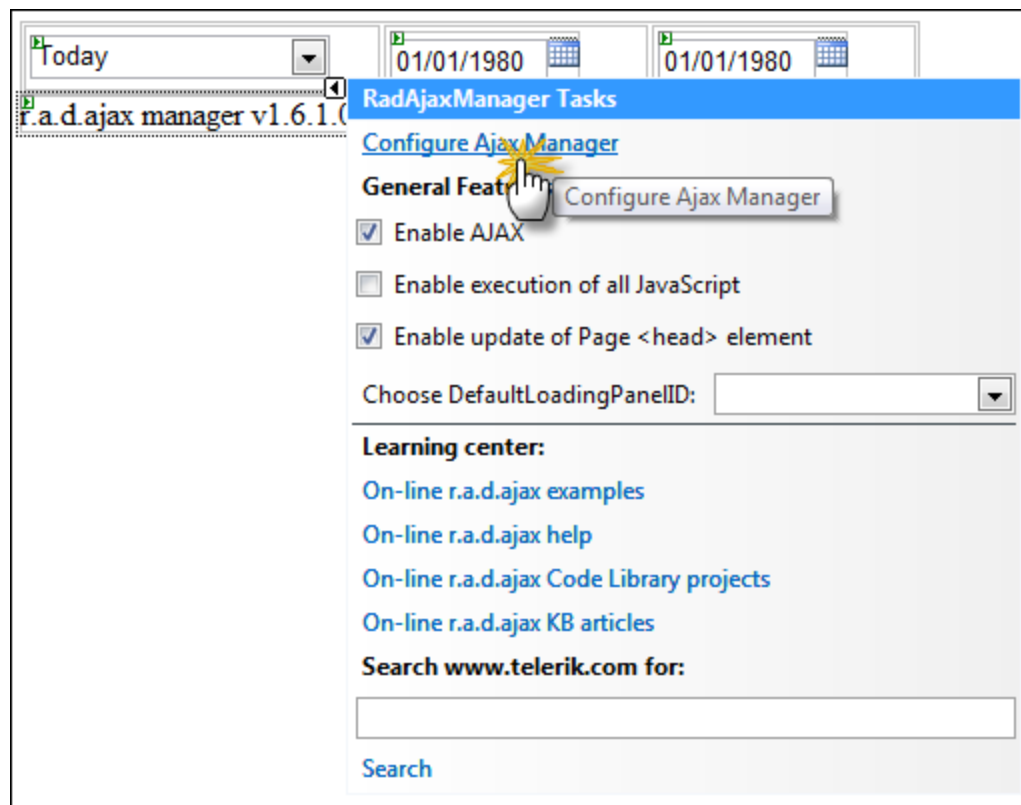 Today
01/01/1980
01/01/1980
r.a.d.ajax manager v1.6.1.0
RadAjaxManager Tasks
Configure Ajax Manager
General Feat
Configure Ajax Manager
Enable AJAX
Enable execution of all JavaScript
Enable update of Page <head> element
Choose DefaultLoadingPanelID:
Learning center:
On-line r.a.d.ajax examples
On-line r.a.d.ajax help
On-line r.a.d.ajax Code Library projects
On-line r.a.d.ajax KB articles
Search www.telerik.com for:
Search